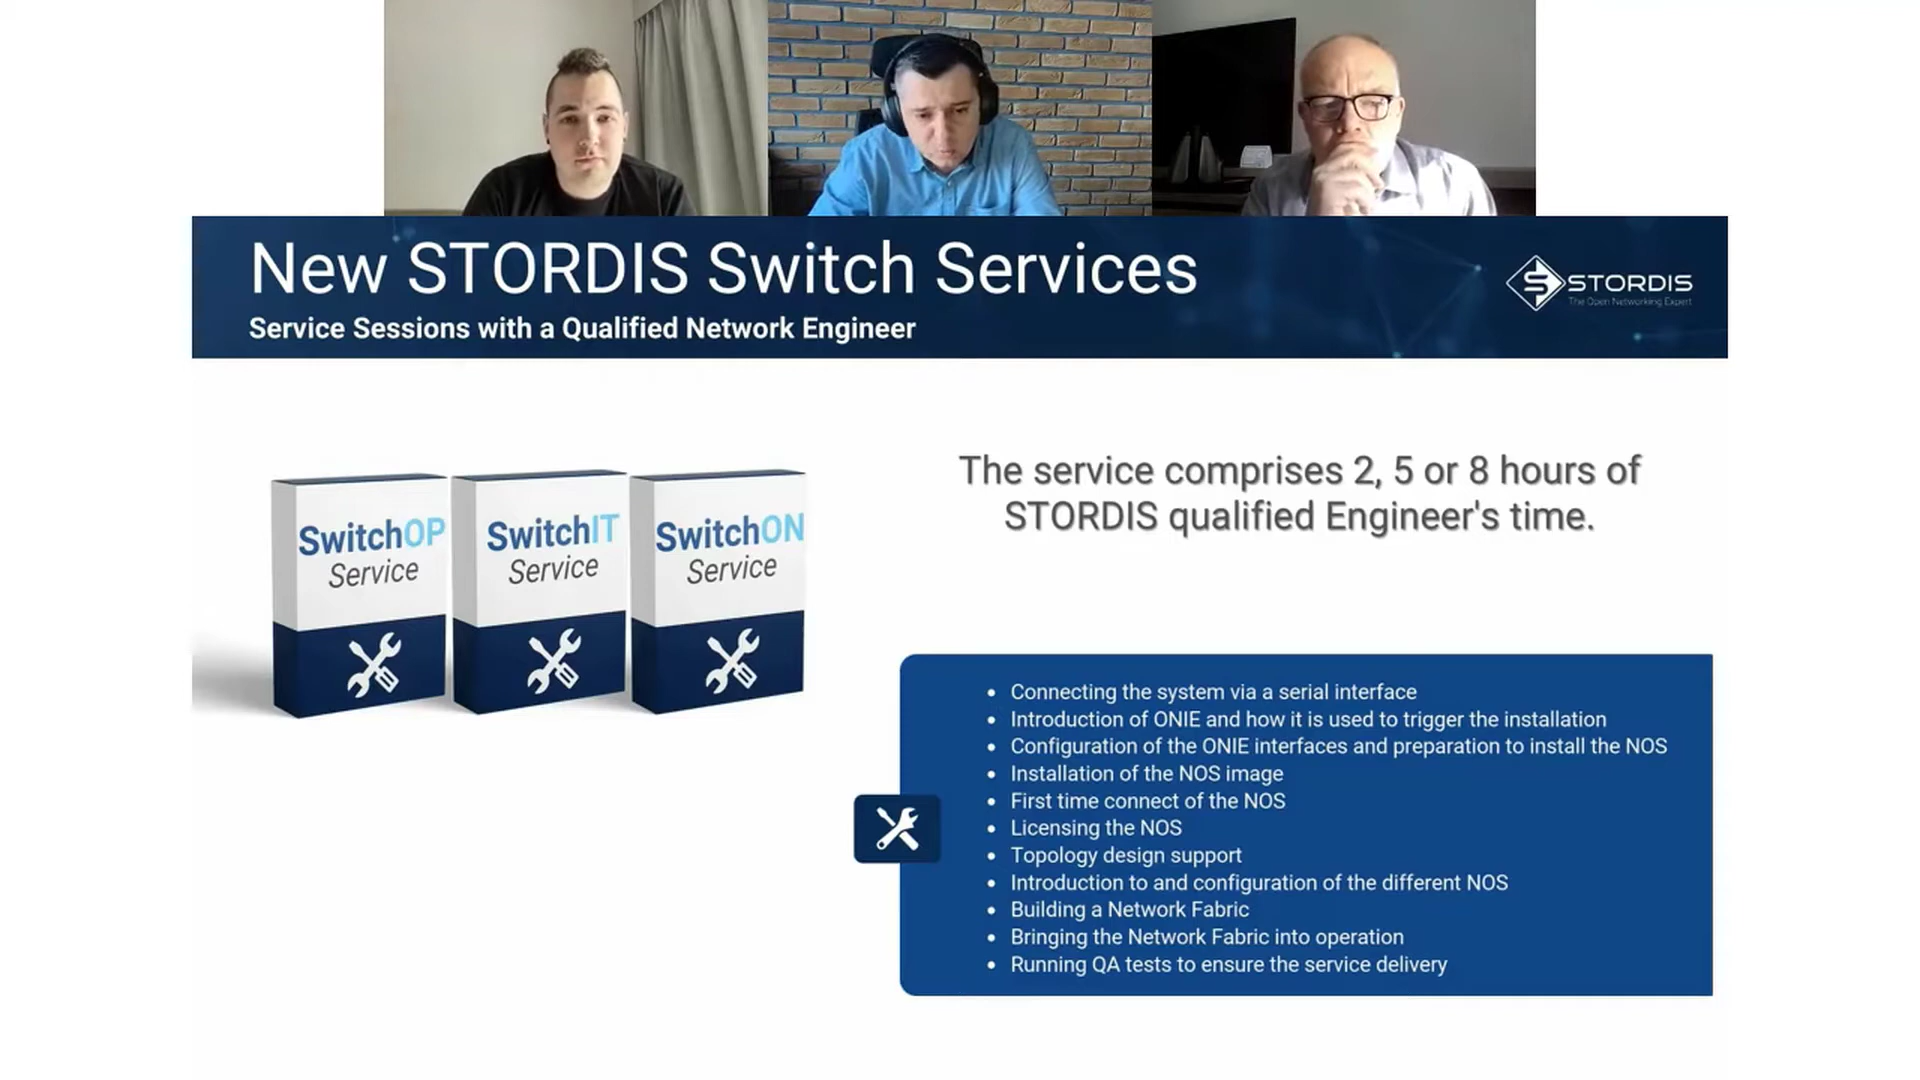 New STORDIS Switch Services
Service Sessions with a Qualified Network Engineer
STORDIS
The Open Networking Expert
SwitchOP
Service
SwitchIT
Service
SwitchON
Service
The service comprises 2, 5 or 8 hours of
STORDIS qualified Engineer's time.
• Connecting the system via a serial interface
• Introduction of ONIE and how it is used to trigger the installation
• Configuration of the ONIE interfaces and preparation to install the NOS
• Installation of the NOS image
• First time connect of the NOS
• Licensing the NOS
• Topology design support
• Introduction to and configuration of the different NOS
• Building a Network Fabric
• Bringing the Network Fabric into operation
• Running QA tests to ensure the service delivery